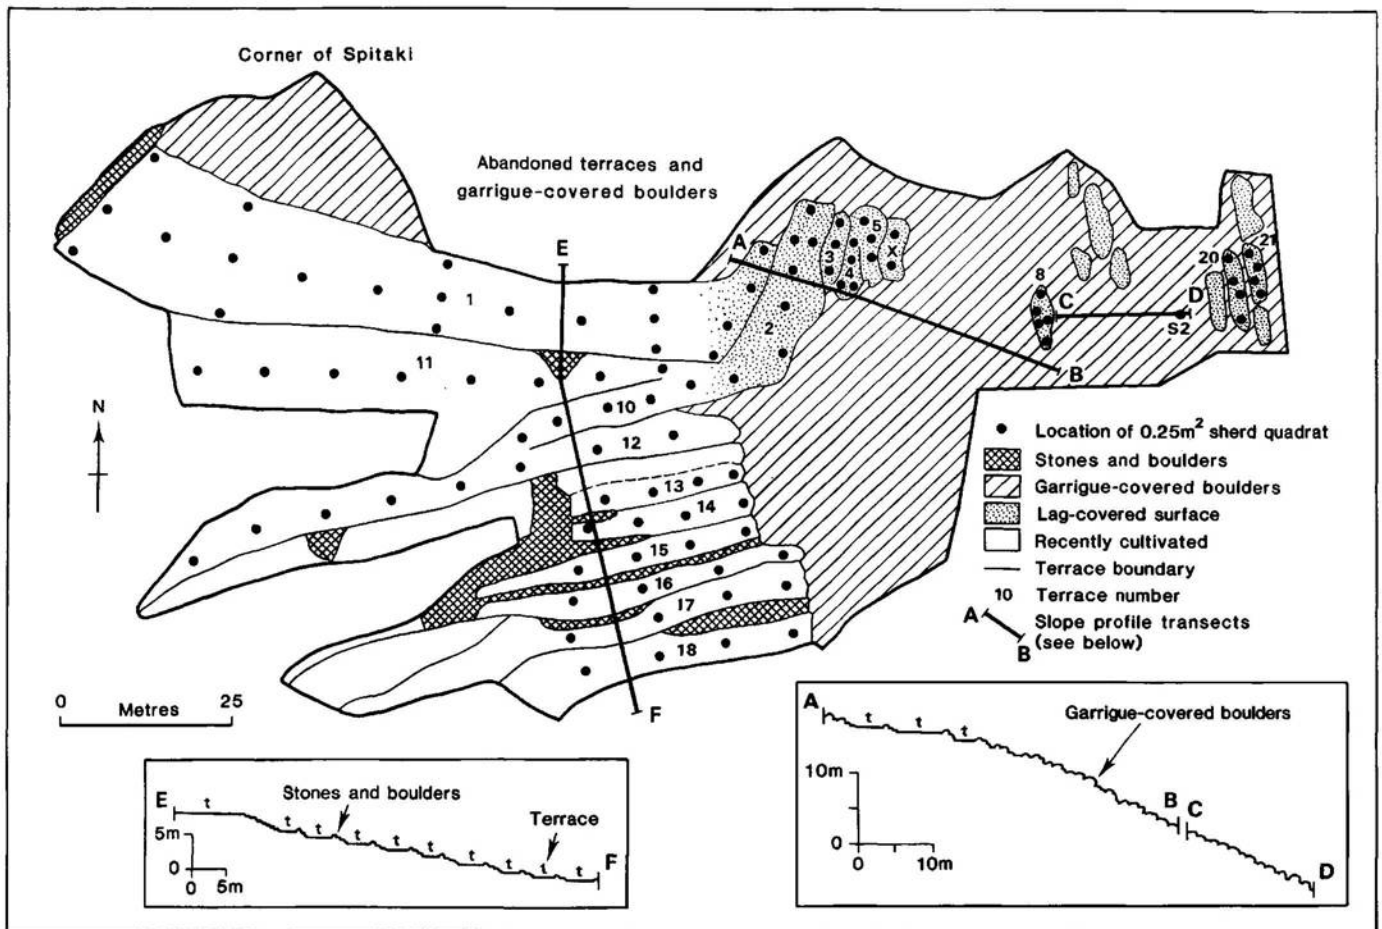 Corner of Spitaki
Abandoned terraces and
garrigue-covered boulders
E
A
5
X
3
4
2
1
8
C
D
S2
20
21
B
11
10
12
13
14
15
16
17
18
F
N
0 25
Metres
Location of 0.25m² sherd quadrat
Stones and boulders
Garrigue-covered boulders
Lag-covered surface
Recently cultivated
Terrace boundary
10 Terrace number
A B Slope profile transects
(see below)
E t
Stones and boulders
Terrace
t t t t t t t t t
F
5m
0
0 5m
A t t t
Garrigue-covered boulders
10m
0
0 10m
B C
D